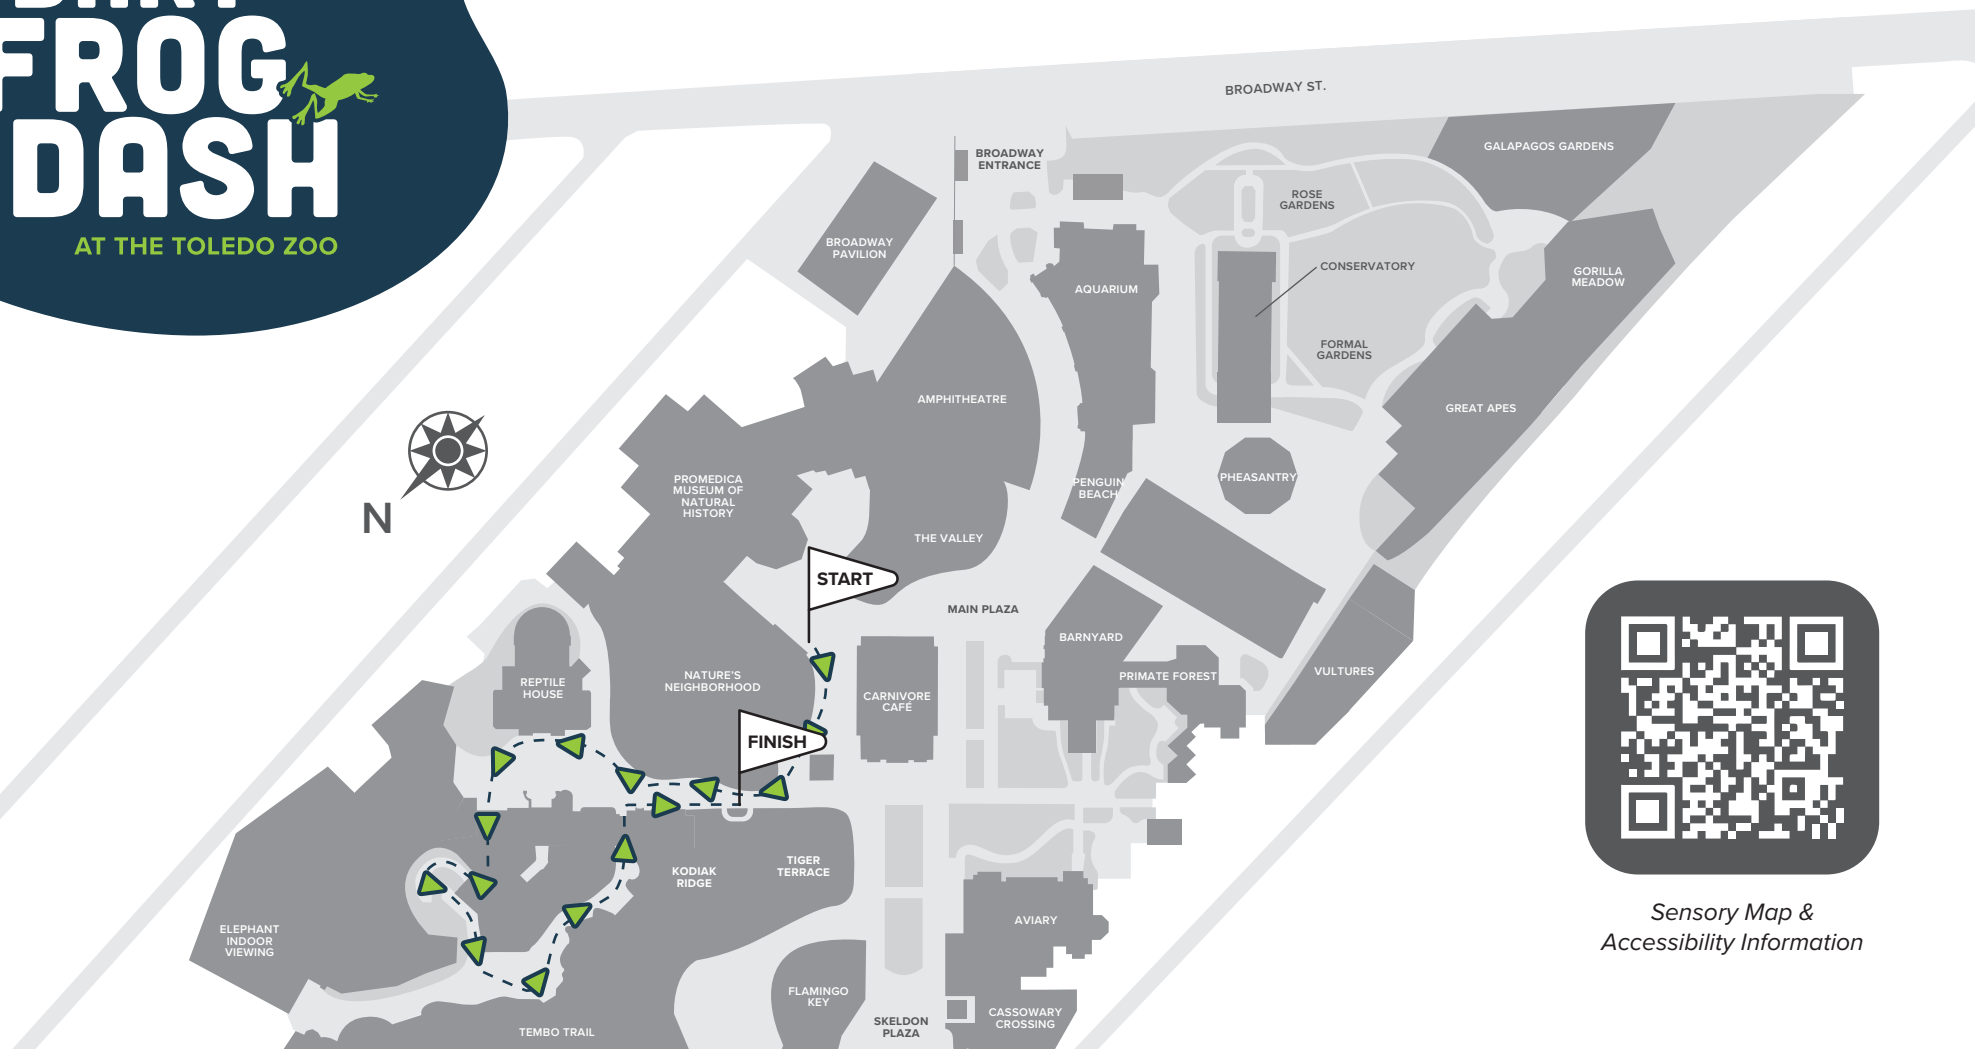 FROG
DASH
AT THE TOLEDO ZOO
BROADWAY ST.
BROADWAY
ENTRANCE
GALAPAGOS GARDENS
ROSE
GARDENS
BROADWAY
PAVILION
CONSERVATORY
GORILLA
MEADOW
AQUARIUM
FORMAL
GARDENS
AMPHITHEATRE
GREAT APES
N
PROMEDICA
MUSEUM OF
NATURAL
HISTORY
PENGUIN
BEACH
PHEASANTRY
THE VALLEY
START
MAIN PLAZA
BARNYARD
PRIMATE FOREST
VULTURES
REPTILE
HOUSE
NATURE'S
NEIGHBORHOOD
CARNIVORE
CAFÉ
FINISH
KODIAK
RIDGE
TIGER
TERRACE
ELEPHANT
INDOOR
VIEWING
AVIARY
FLAMINGO
KEY
SKELDON
PLAZA
CASSOWARY
CROSSING
TEMBO TRAIL
Sensory Map &
Accessibility Information